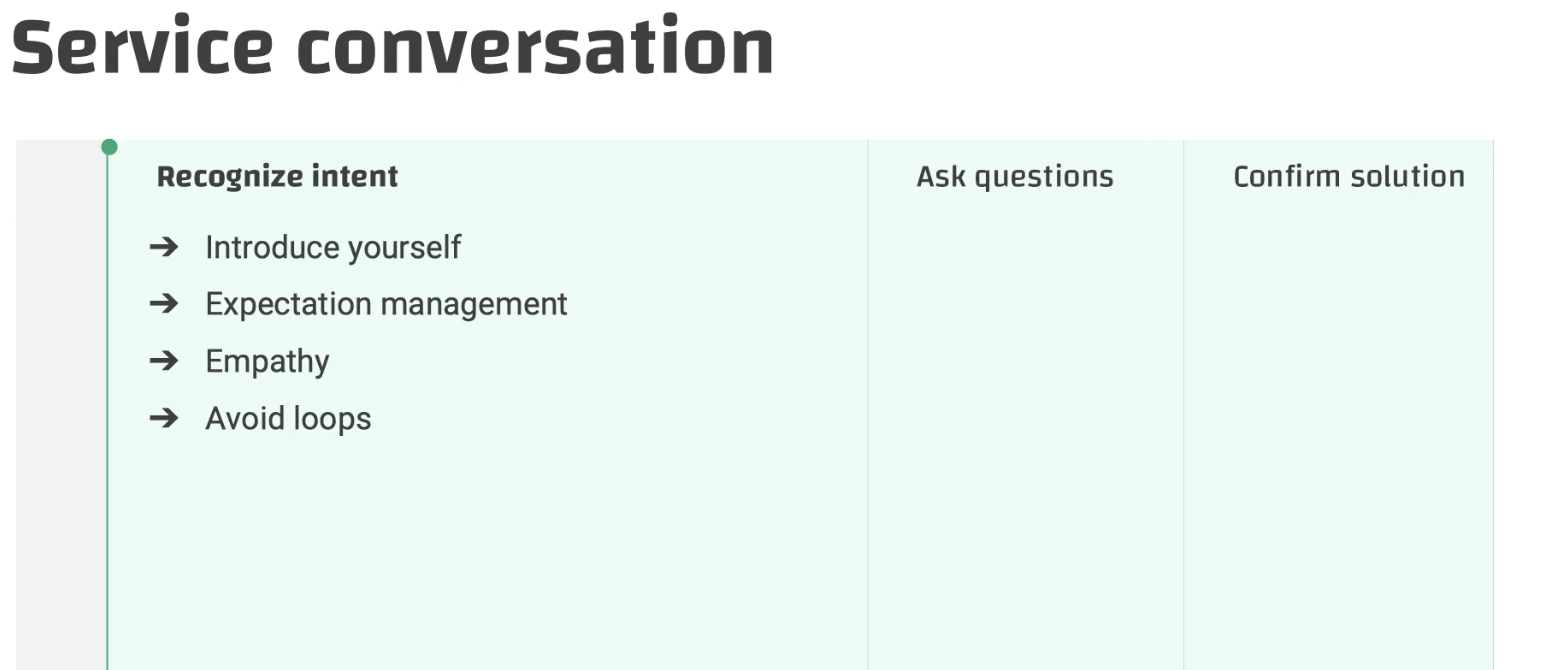 Service conversation
Recognize intent
Ask questions
Confirm solution
➔ Introduce yourself
➔ Expectation management
➔ Empathy
➔ Avoid loops